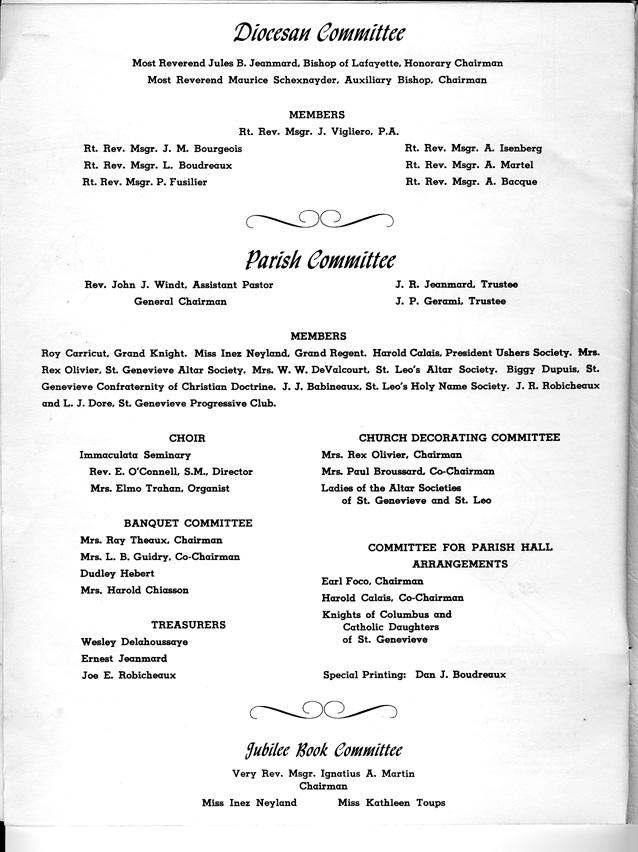 Diocesan Committee
Most Reverend Jules B. Jeanmard, Bishop of Lafayette, Honorary Chairman
Most Reverend Maurice Schexnayder, Auxiliary Bishop, Chairman
MEMBERS
Rt. Rev. Msgr. J. Vigliero, P.A.
Rt. Rev. Msgr. J. M. Bourgeois
Rt. Rev. Msgr. L. Boudreaux
Rt. Rev. Msgr. P. Fusilier
Rt. Rev. Msgr. A. Isenberg
Rt. Rev. Msgr. A. Martel
Rt. Rev. Msgr. A. Bacque
Parish Committee
Rev. John J. Windt, Assistant Pastor
General Chairman
J. R. Jeanmard, Trustee
J. P. Gerami, Trustee
MEMBERS
Roy Carricut, Grand Knight. Miss Inez Neyland, Grand Regent. Harold Calais, President Ushers Society. Mrs.
Rex Olivier, St. Genevieve Altar Society. Mrs. W. W. DeValcourt, St. Leo's Altar Society. Biggy Dupuis, St.
Genevieve Confraternity of Christian Doctrine. J. J. Babineaux, St. Leo's Holy Name Society. J. R. Robicheaux
and L. J. Dore, St. Genevieve Progressive Club.
CHOIR
Immaculata Seminary
Rev. E. O'Connell, S.M., Director
Mrs. Elmo Trahan, Organist
BANQUET COMMITTEE
Mrs. Ray Theaux, Chairman
Mrs. L. B. Guidry, Co-Chairman
Dudley Hebert
Mrs. Harold Chiasson
TREASURERS
Wesley Delahoussaye
Ernest Jeanmard
Joe E. Robicheaux
CHURCH DECORATING COMMITTEE
Mrs. Rex Olivier, Chairman
Mrs. Paul Broussard, Co-Chairman
Ladies of the Altar Societies
of St. Genevieve and St. Leo
COMMITTEE FOR PARISH HALL
ARRANGEMENTS
Earl Foco, Chairman
Harold Calais, Co-Chairman
Knights of Columbus and
Catholic Daughters
of St. Genevieve
Special Printing: Dan J. Boudreaux
Jubilee Book Committee
Very Rev. Msgr. Ignatius A. Martin
Chairman
Miss Inez Neyland Miss Kathleen Toups